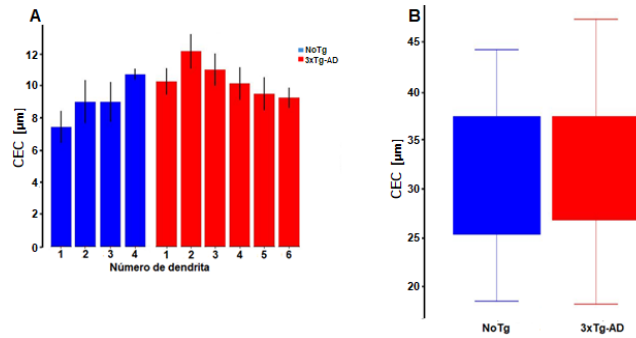 A
CEC [µm]
12
10
8
6
4
2
0
NoTg
3xTg-AD
1 2 3 4 1 2 3 4 5 6
Número de dendrita
B
CEC [µm]
45
40
35
30
25
20
NoTg 3xTg-AD